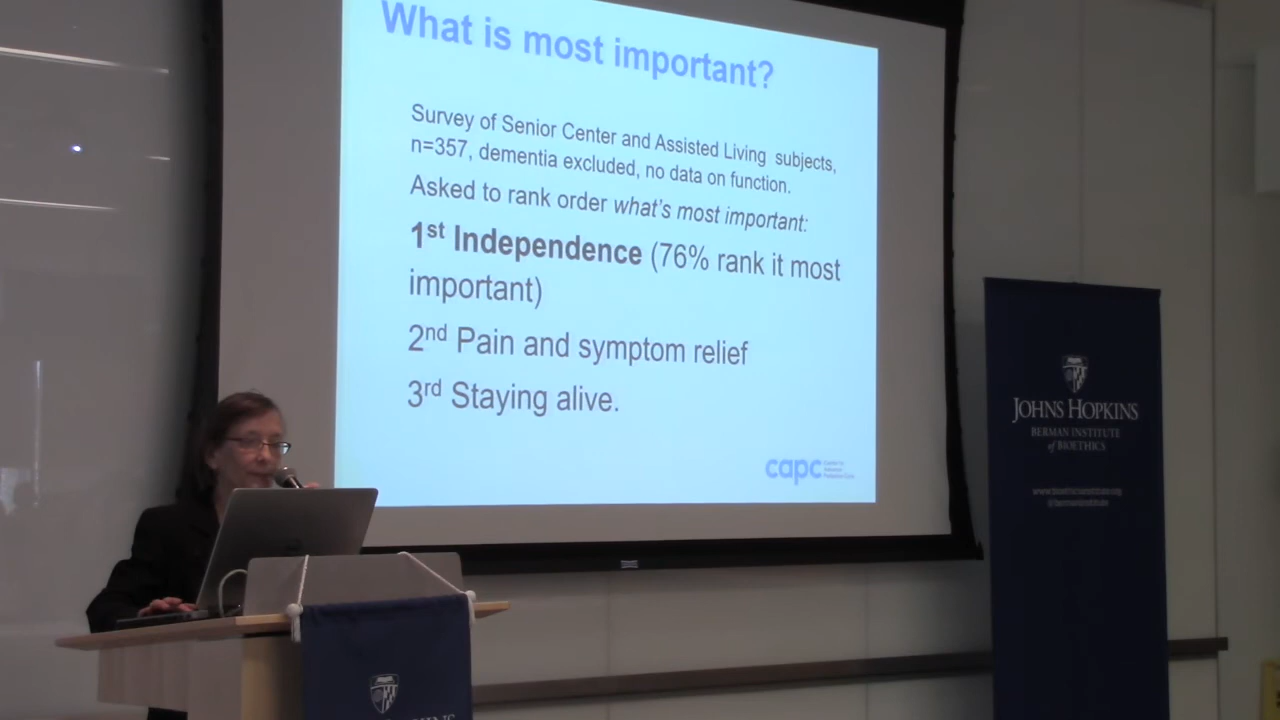 What is most important?
Survey of Senior Center and Assisted Living subjects,
n=357, dementia excluded, no data on function.
Asked to rank order what's most important:
1st Independence (76% rank it most
important)
2nd Pain and symptom relief
3rd Staying alive.
capc
JOHNS HOPKINS
BERMAN INSTITUTE
of BIOETHICS